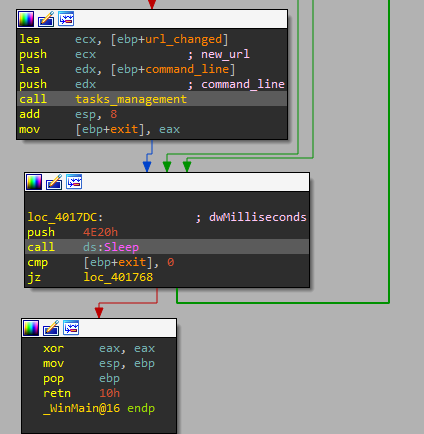 lea ecx, [ebp+url_changed]
push ecx ; new_url
lea edx, [ebp+command_line]
push edx ; command_line
call tasks_management
add esp, 8
mov [ebp+exit], eax
loc_4017DC: ; dwMilliseconds
push 4E20h
call ds:Sleep
cmp [ebp+exit], 0
jz loc_401768
xor eax, eax
mov esp, ebp
pop ebp
retn 10h
_WinMain@16 endp